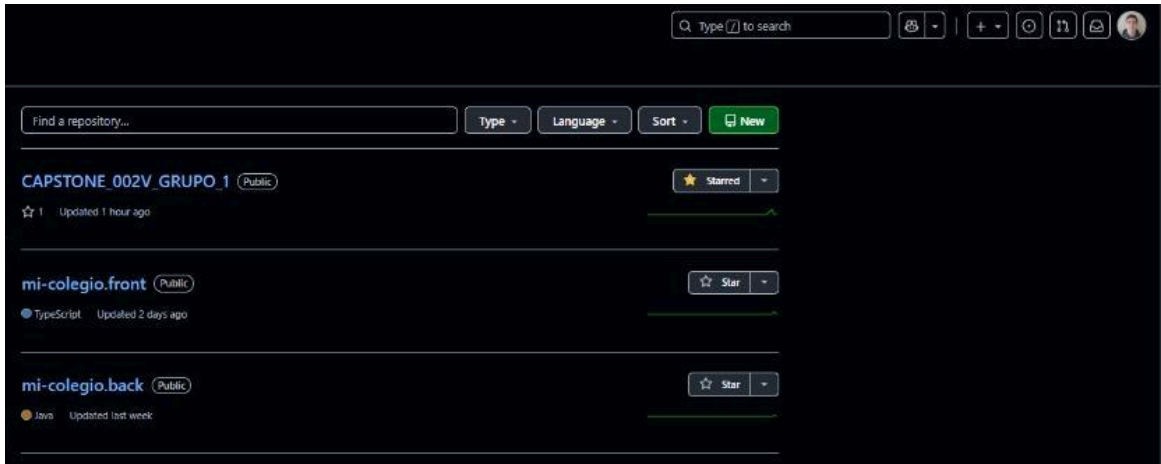 Type / to search
Find a repository...
Type
Language
Sort
New
CAPSTONE_002V_GRUPO_1 Public
Starred
1 Updated 1 hour ago
mi-colegio.front Public
Star
TypeScript Updated 2 days ago
mi-colegio.back Public
Star
Java Updated last week